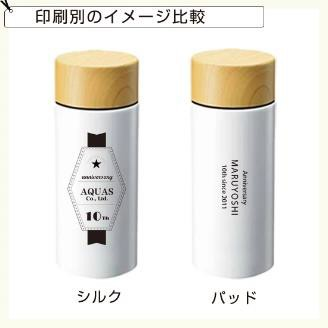 印刷別のイメージ比較
anniversary
AQUAS
Co., Ltd.
10Th
Anniversary
MARUYOSHI
10th since 2011
シルク
パッド